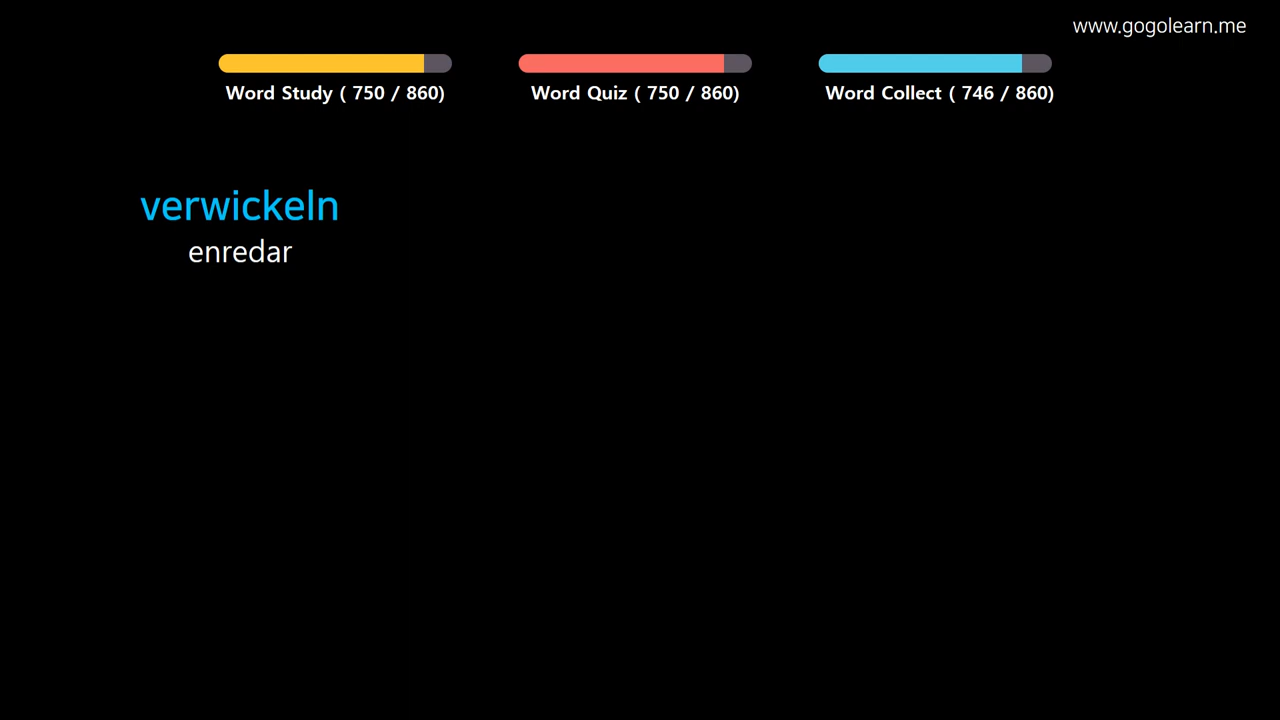 www.gogolearn.me
Word Study ( 750 / 860)
Word Quiz ( 750 / 860)
Word Collect ( 746 / 860)
verwickeln
enredar